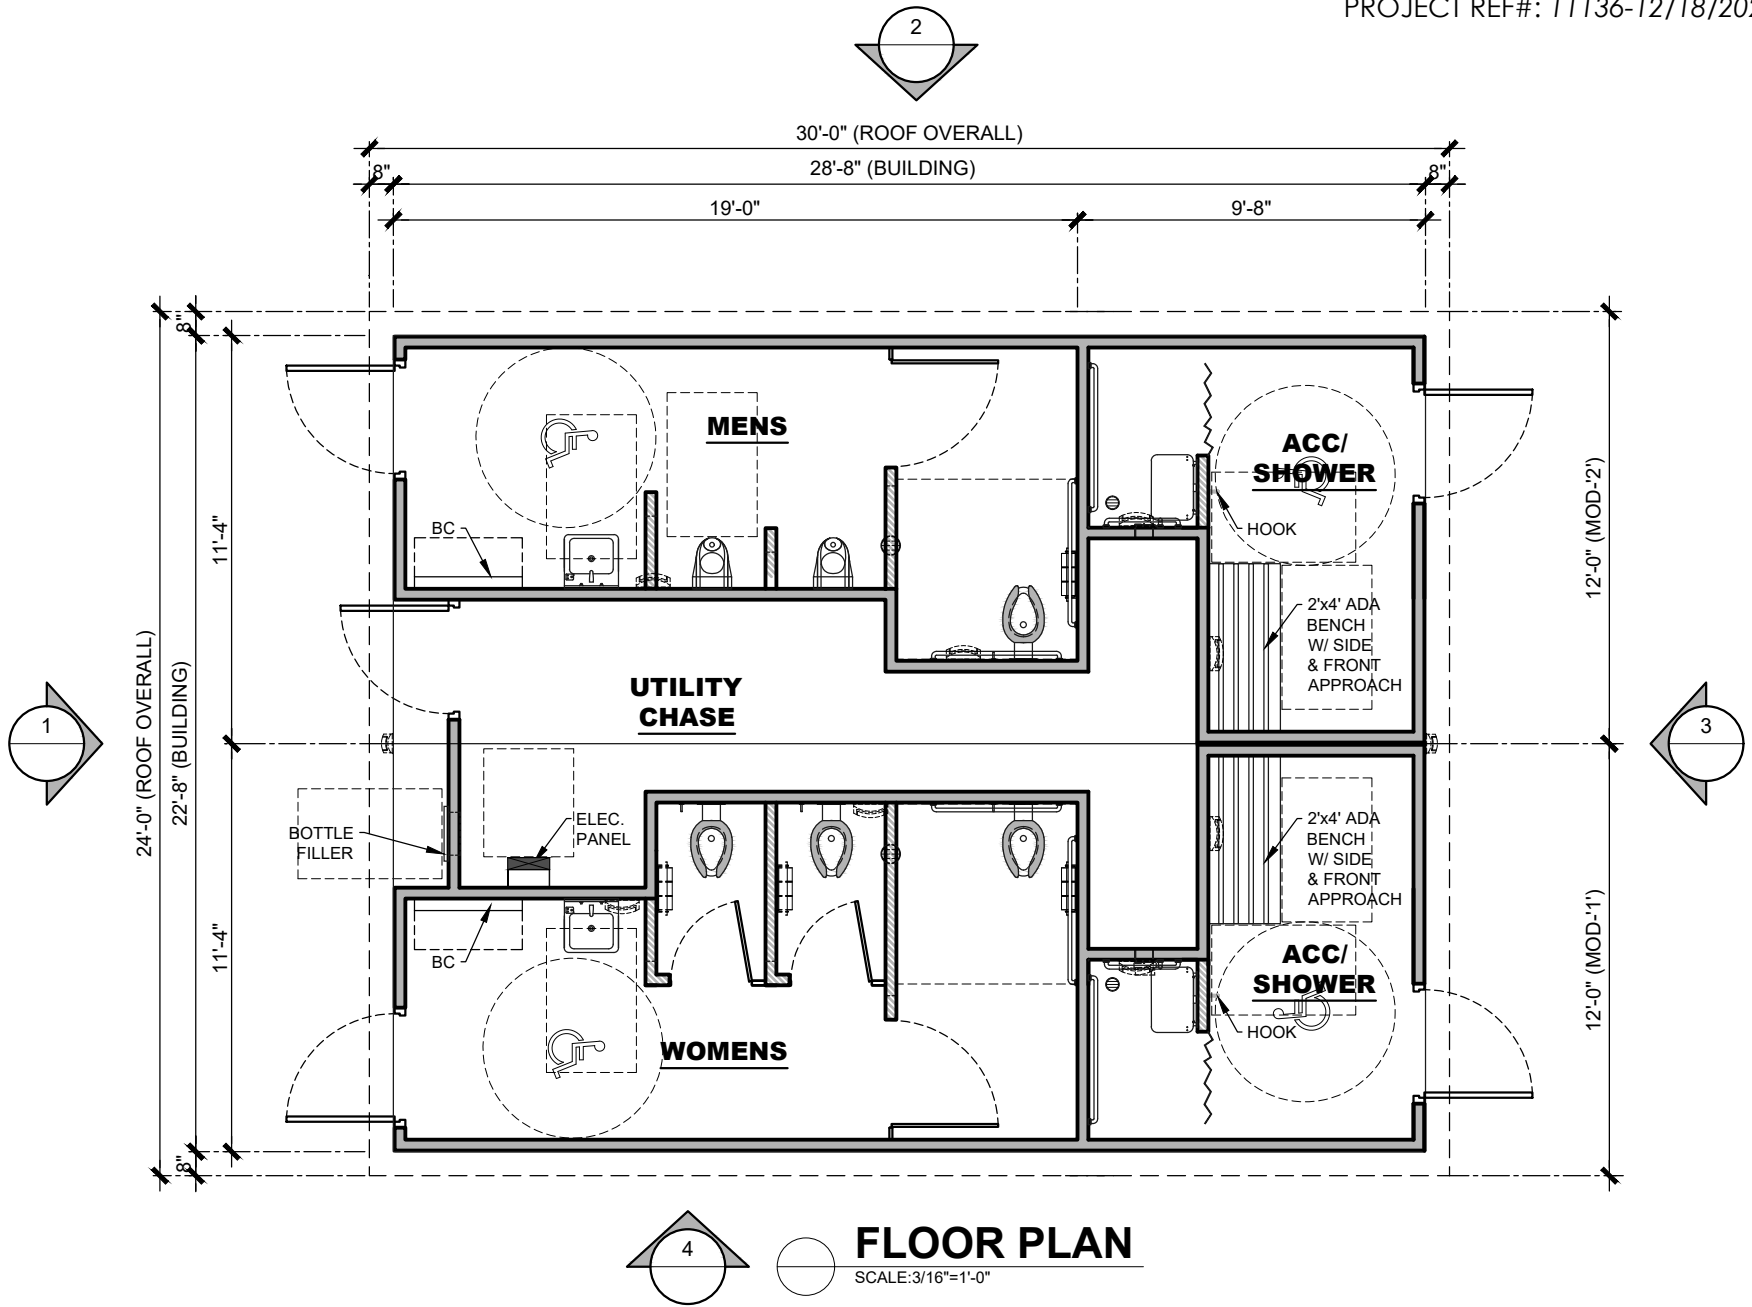 PROJECT REF#: 11136-12/18/202
2
30'-0" (ROOF OVERALL)
8"
28'-8" (BUILDING)
8"
19'-0"
9'-8"
8"
MENS
ACC/
SHOWER
BC
HOOK
11'-4"
12'-0" (MOD-'2')
2'x4' ADA
BENCH
W/ SIDE
& FRONT
APPROACH
24'-0" (ROOF OVERALL)
22'-8" (BUILDING)
UTILITY
CHASE
1
3
BOTTLE
FILLER
ELEC.
PANEL
2'x4' ADA
BENCH
W/ SIDE
& FRONT
APPROACH
11'-4"
12'-0" (MOD-'1')
BC
ACC/
SHOWER
HOOK
WOMENS
8"
4
FLOOR PLAN
SCALE:3/16"=1'-0"